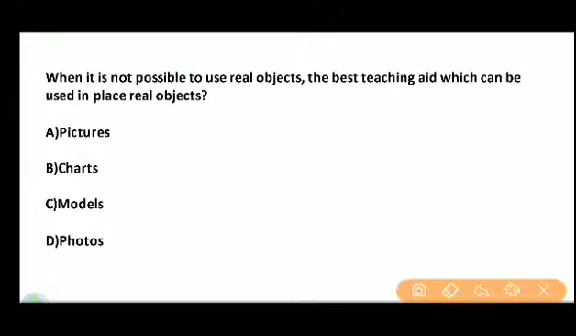 When it is not possible to use real objects, the best teaching aid which can be
used in place real objects?
A)Pictures
B)Charts
C)Models
D)Photos